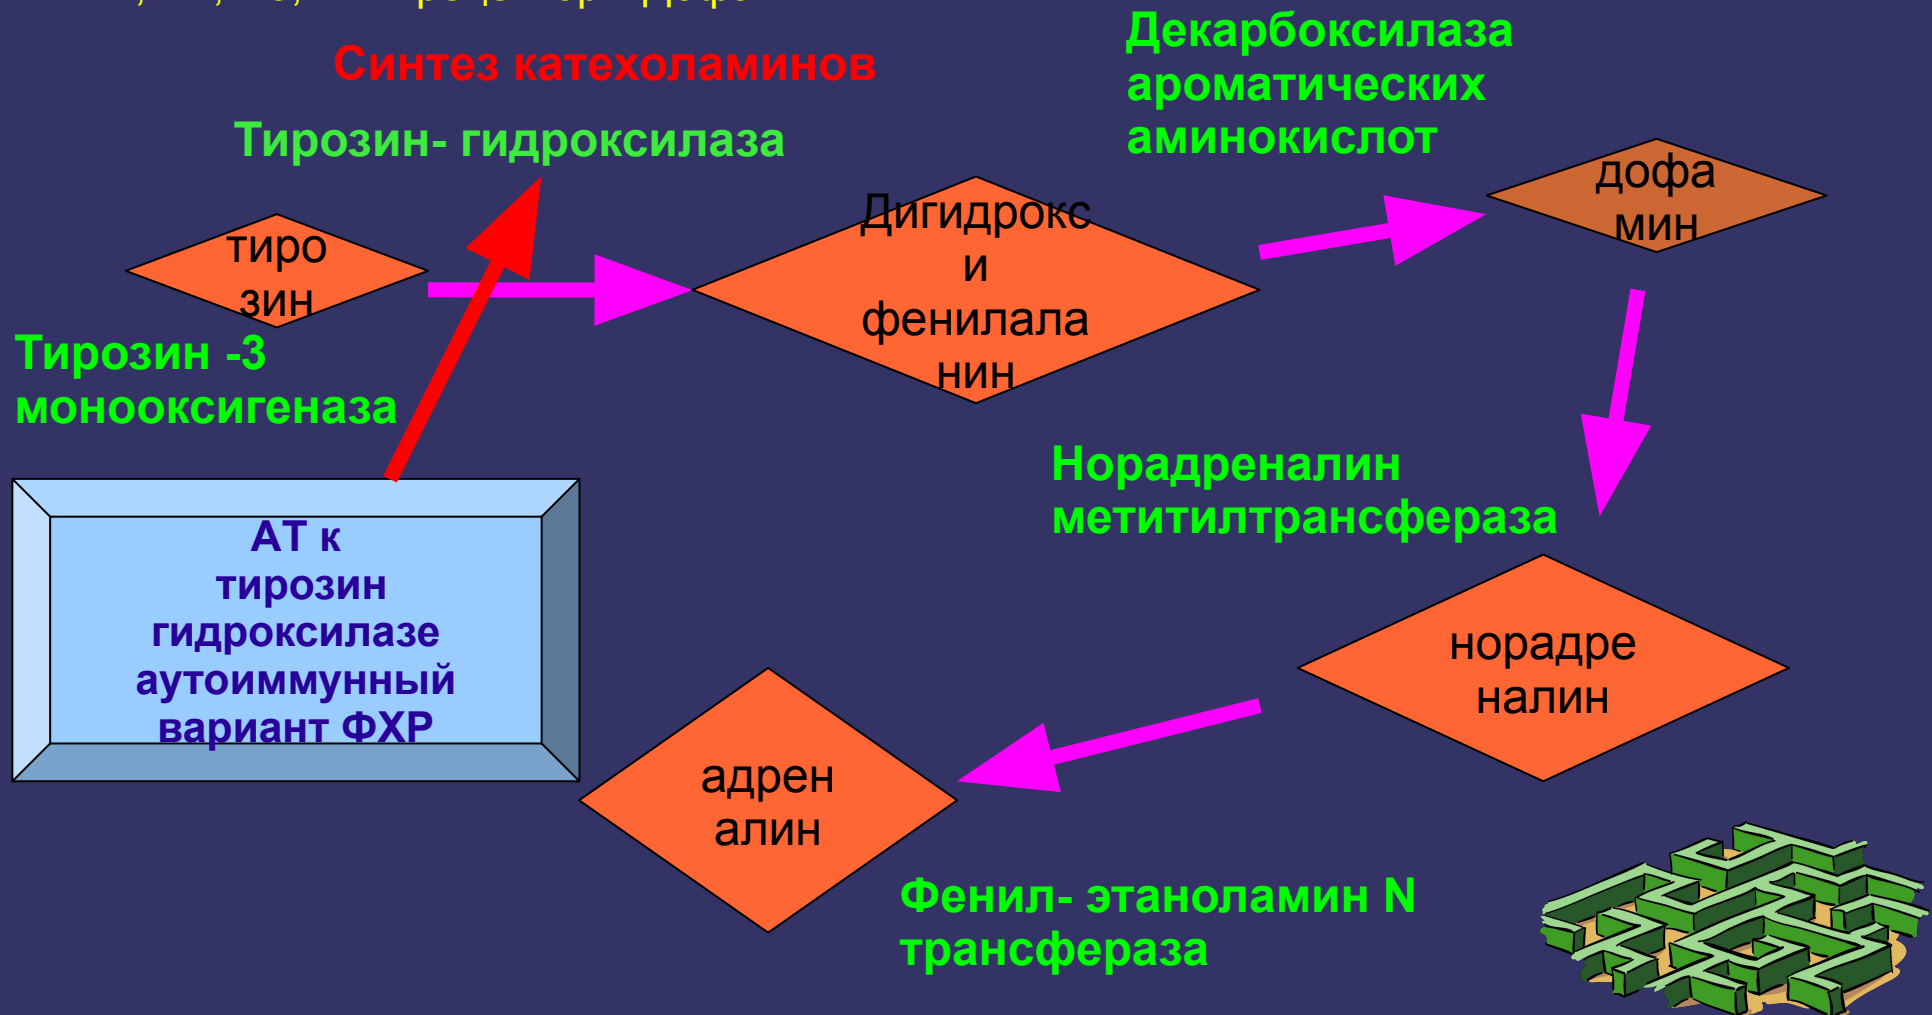 Синтез катехоламинов
Декарбоксилаза
ароматических
аминокислот
Тирозин- гидроксилаза
тиро
зин
Дигидрокс
и
фенилала
нин
дофа
мин
Тирозин -3
монооксигеназа
Норадреналин
метитилтрансфераза
АТ к
тирозин
гидроксилазе
аутоиммунный
вариант ФХР
норадре
налин
адрен
алин
Фенил- этаноламин N
трансфераза